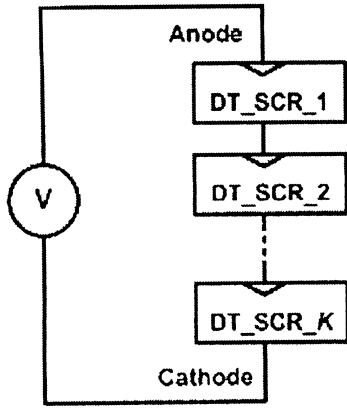 Anode
DT_SCR_1
V
DT_SCR_2
DT_SCR_K
Cathode